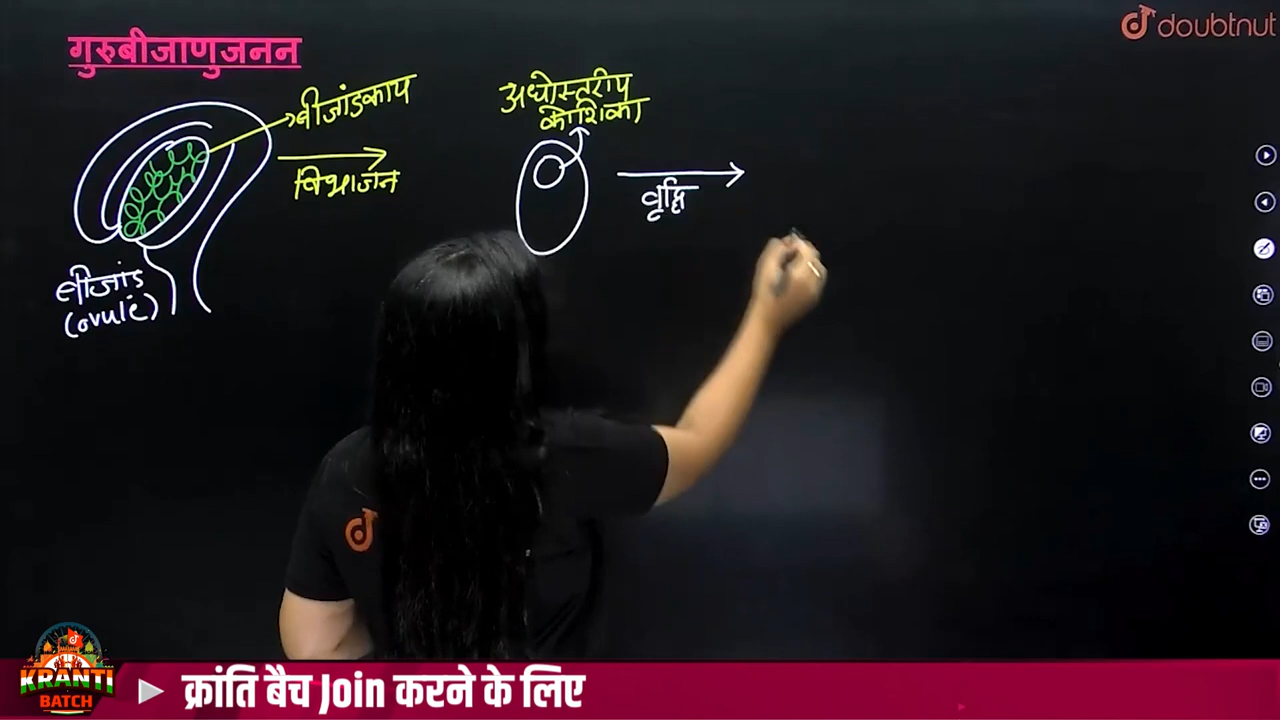 doubtnut
गुरुबीजाणुजनन
बीजांडकाय
विभाजन
अधोस्तरीय
कोशिका
वृद्धि
बीजांड
(ovule)
KRANTI
BATCH
क्रांति बैच Join करने के लिए